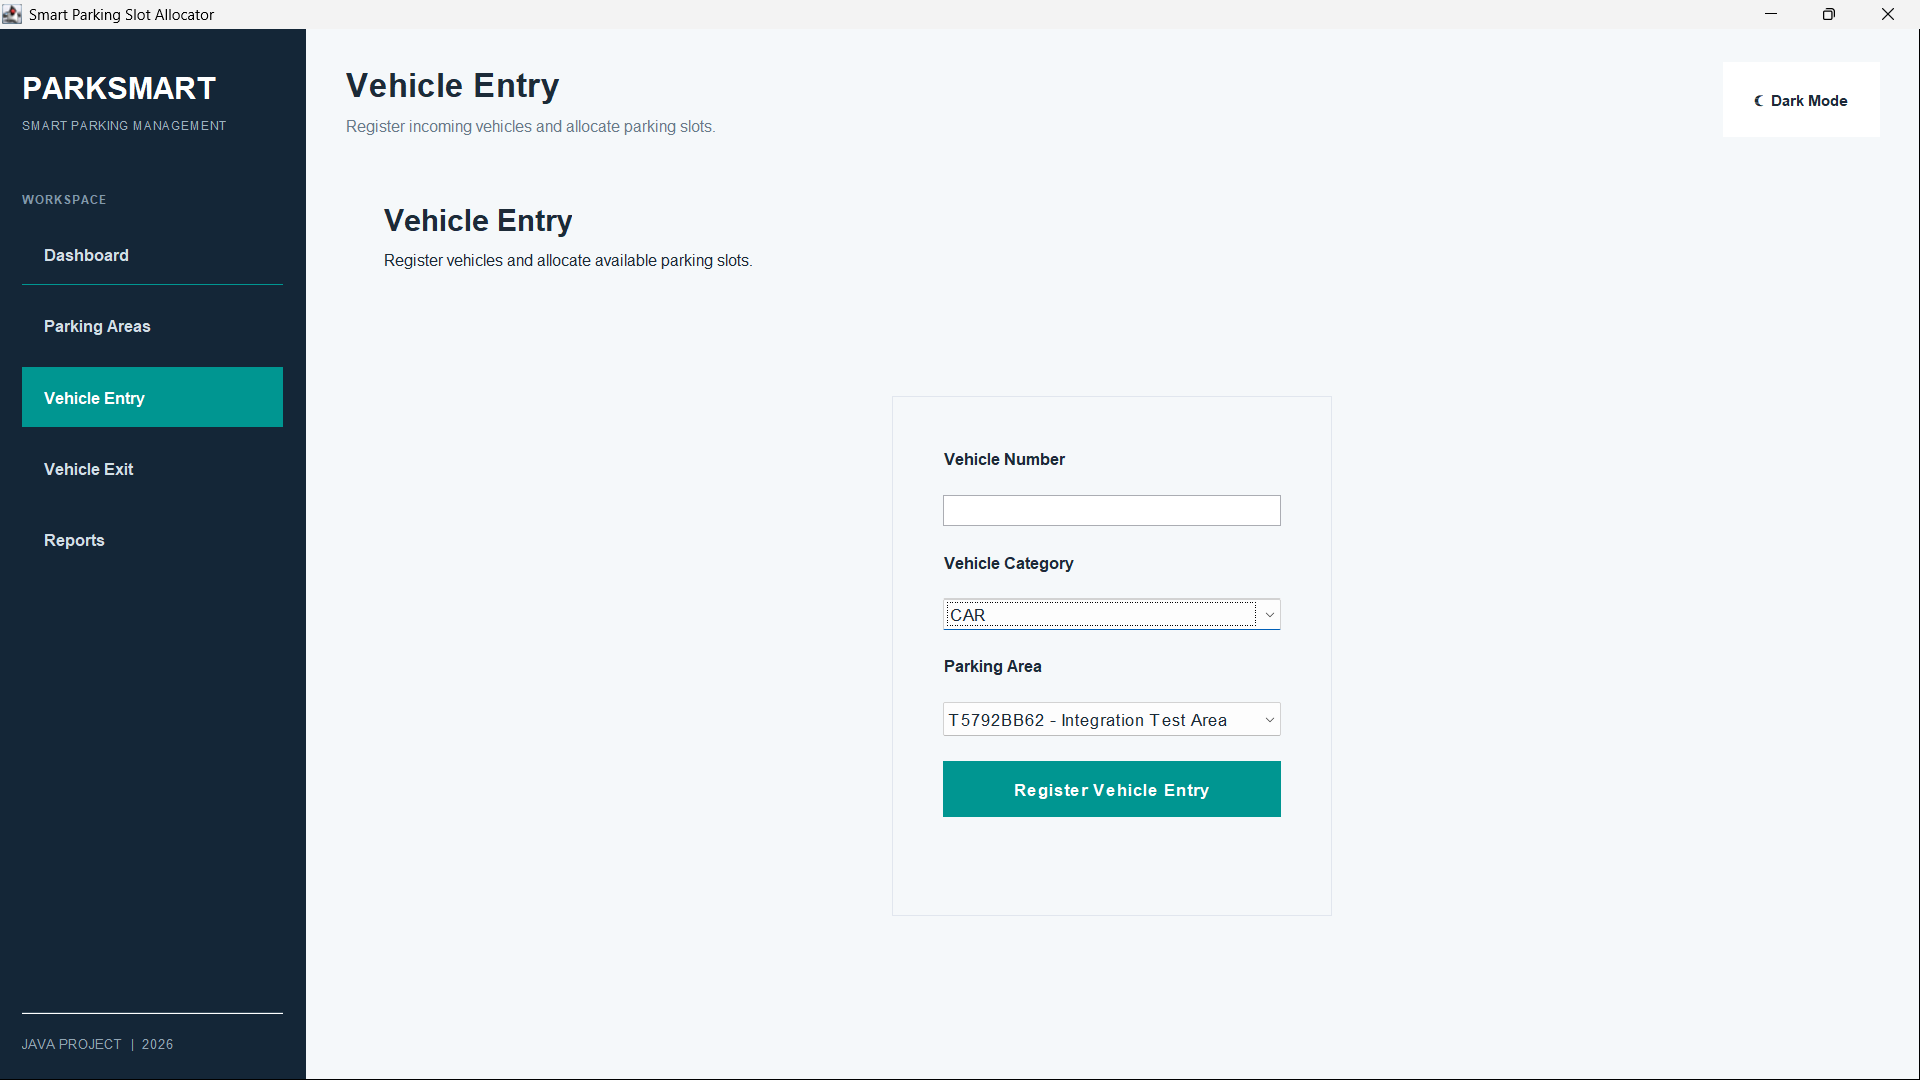 Smart Parking Slot Allocator
PARKSMART
SMART PARKING MANAGEMENT
WORKSPACE
Dashboard
Parking Areas
Vehicle Entry
Vehicle Exit
Reports
JAVA PROJECT | 2026
Vehicle Entry
Register incoming vehicles and allocate parking slots.
Dark Mode
Vehicle Entry
Register vehicles and allocate available parking slots.
Vehicle Number
Vehicle Category
CAR
Parking Area
T5792BB62 - Integration Test Area
Register Vehicle Entry